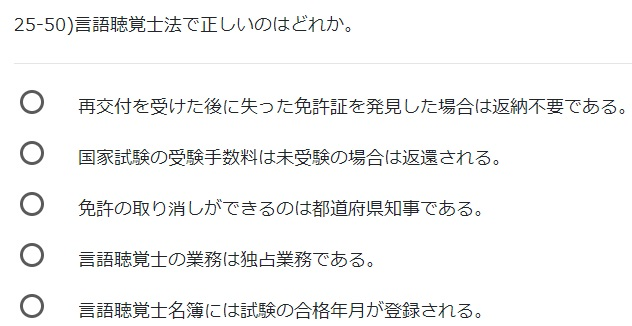 25-50)言語聴覚士法で正しいのはどれか。
再交付を受けた後に失った免許証を発見した場合は返納不要である。
国家試験の受験手数料は未受験の場合は返還される。
免許の取り消しができるのは都道府県知事である。
言語聴覚士の業務は独占業務である。
言語聴覚士名簿には試験の合格年月が登録される。